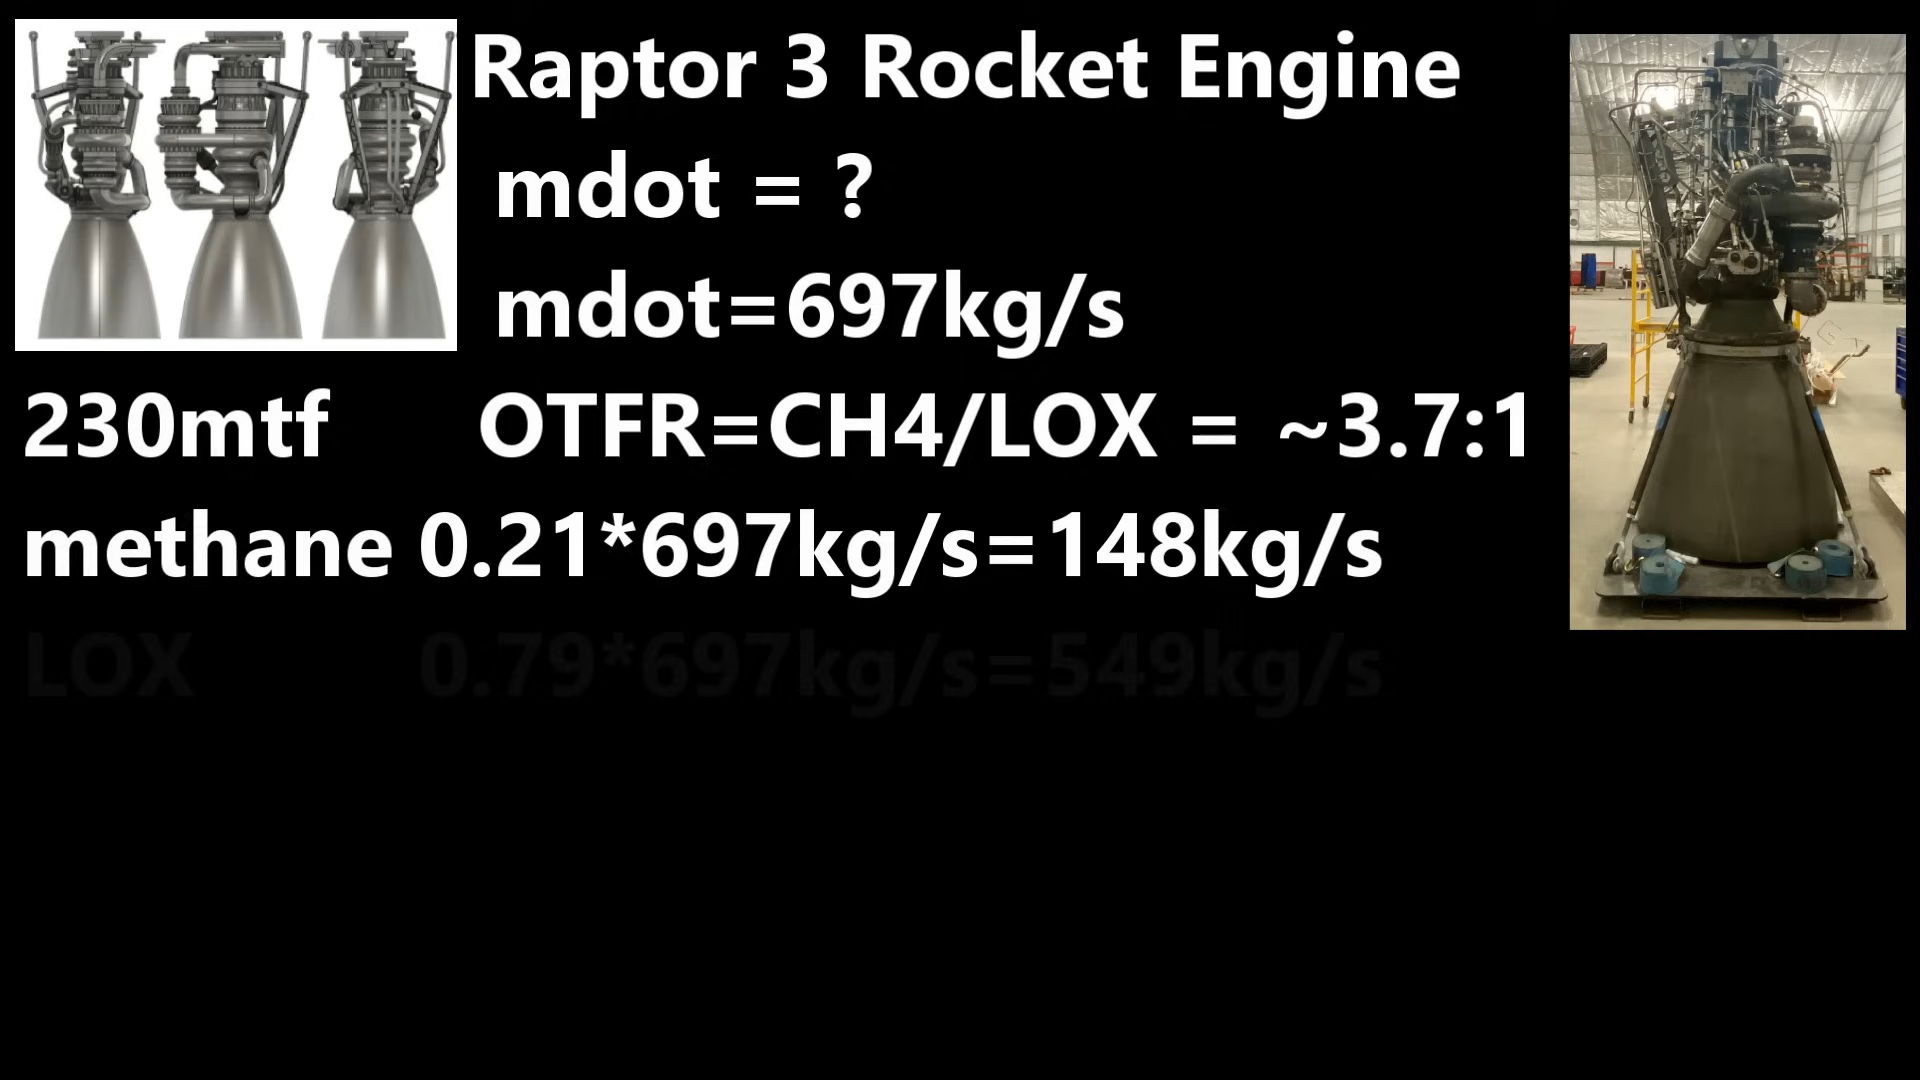 Raptor 3 Rocket Engine
mdot = ?
mdot=697kg/s
230mtf OTFR=CH4/LOX = ~3.7:1
methane 0.21*697kg/s=148kg/s
LOX 0.79*697kg/s=549kg/s